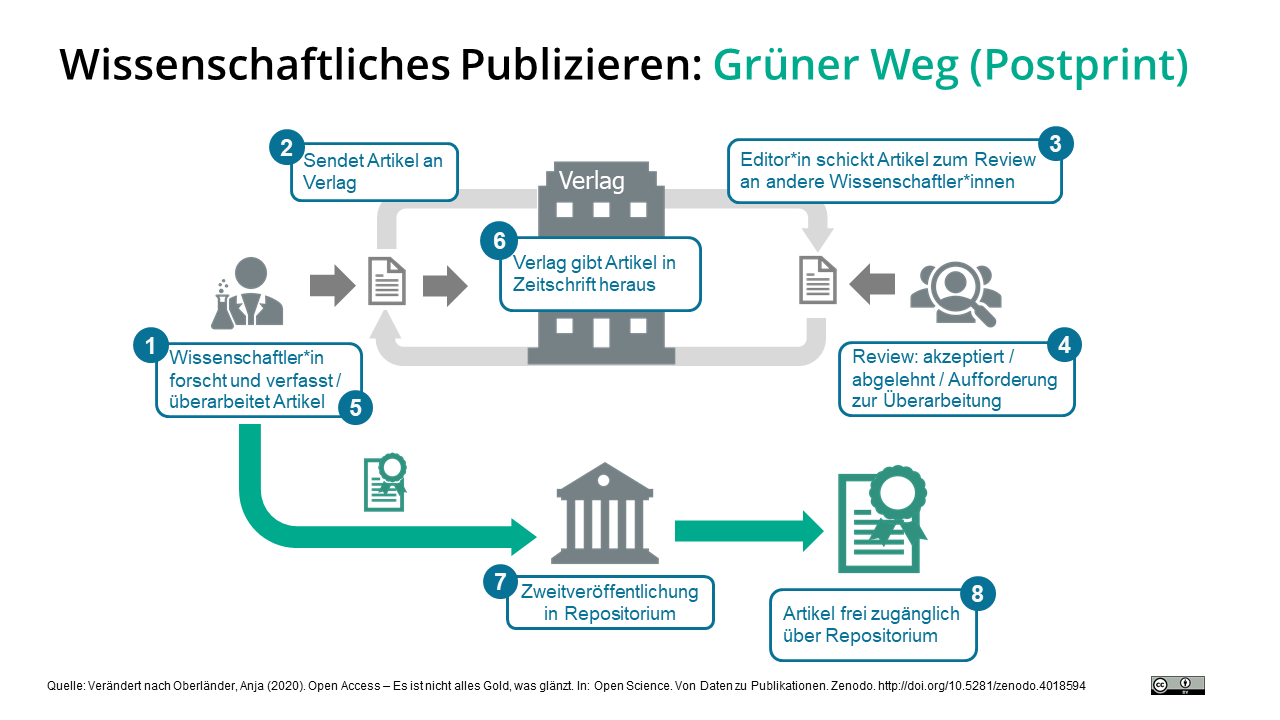 Wissenschaftliches Publizieren: Grüner Weg (Postprint)
2
Sendet Artikel an
Verlag
Verlag
3
Editor*in schickt Artikel zum Review
an andere Wissenschaftler*innen
6
Verlag gibt Artikel in
Zeitschrift heraus
1
Wissenschaftler*in
forscht und verfasst /
überarbeitet Artikel
5
4
Review: akzeptiert /
abgelehnt / Aufforderung
zur Überarbeitung
7
Zweitveröffentlichung
in Repositorium
8
Artikel frei zugänglich
über Repositorium
Quelle: Verändert nach Oberländer, Anja (2020). Open Access – Es ist nicht alles Gold, was glänzt. In: Open Science. Von Daten zu Publikationen. Zenodo. http://doi.org/10.5281/zenodo.4018594
cc
BY